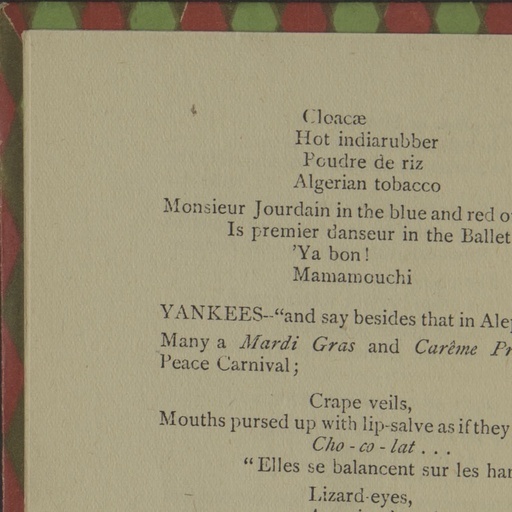 Cloacæ
Hot indiarubber
Poudre de riz
Algerian tobacco
Monsieur Jourdain in the blue and red
Is premier danseur in the Ballet
'Ya bon!
Mamamouchi
YANKEES--“and say besides that in
Many a Mardi Gras and Carême
Peace Carnival;
Crape veils,
Mouths pursed up with lip-salve as if they
Cho-co-lat . . .
“Elles se balancent sur les
Lizard-eyes,